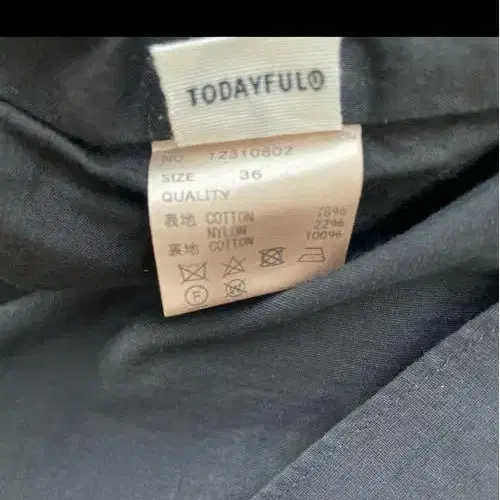 TODAYFUL®
NO. 12310802
SIZE 36
QUALITY
表地 COTTON 78%
NYLON 22%
裏地 COTTON 100%
F